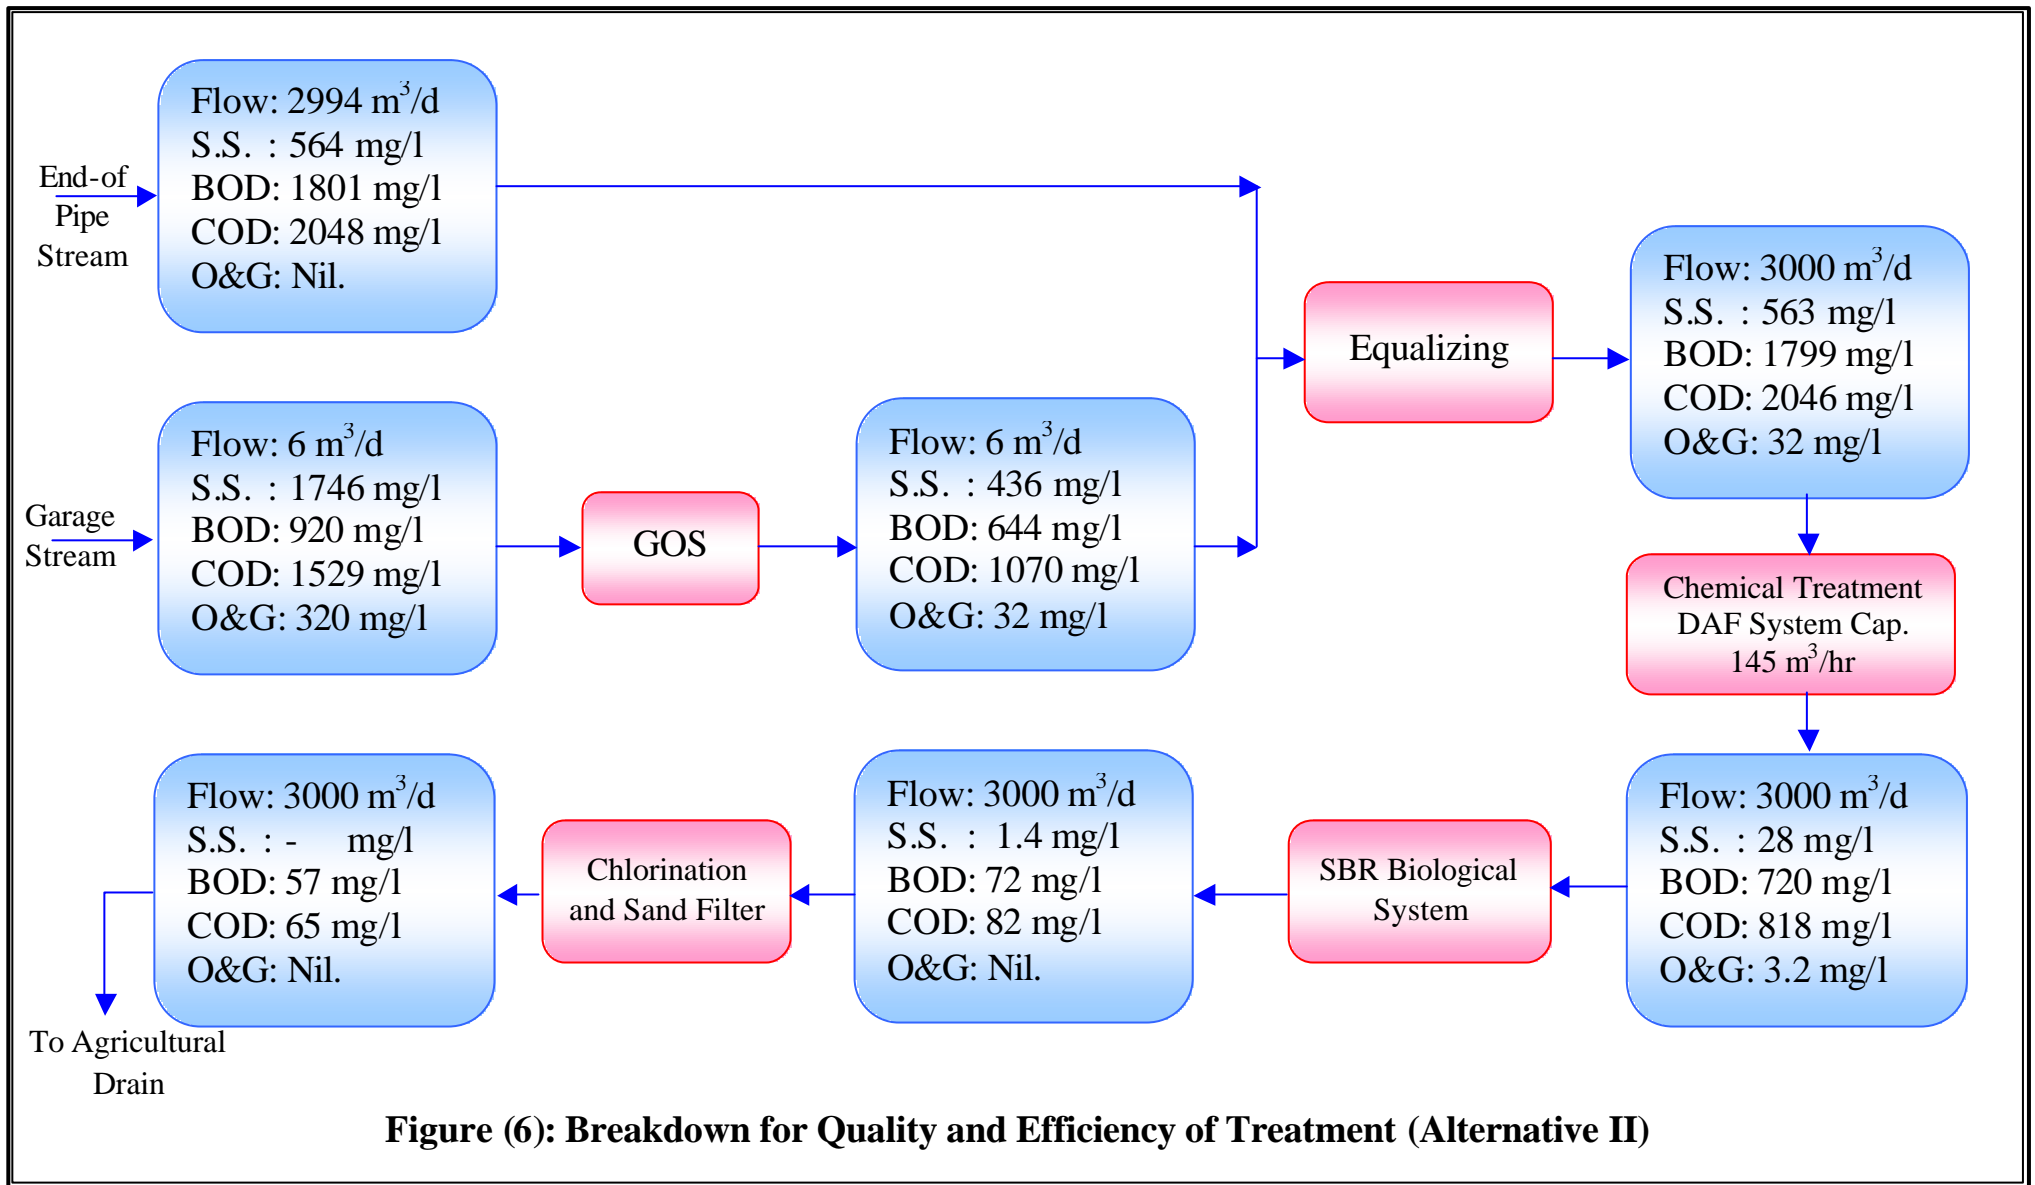 End-of
Pipe
Stream
Flow: 2994 m³/d
S.S. : 564 mg/l
BOD: 1801 mg/l
COD: 2048 mg/l
O&G: Nil.
Garage
Stream
Flow: 6 m³/d
S.S. : 1746 mg/l
BOD: 920 mg/l
COD: 1529 mg/l
O&G: 320 mg/l
GOS
Flow: 6 m³/d
S.S. : 436 mg/l
BOD: 644 mg/l
COD: 1070 mg/l
O&G: 32 mg/l
Equalizing
Flow: 3000 m³/d
S.S. : 563 mg/l
BOD: 1799 mg/l
COD: 2046 mg/l
O&G: 32 mg/l
Chemical Treatment
DAF System Cap.
145 m³/hr
Flow: 3000 m³/d
S.S. : 28 mg/l
BOD: 720 mg/l
COD: 818 mg/l
O&G: 3.2 mg/l
SBR Biological
System
Flow: 3000 m³/d
S.S. : 1.4 mg/l
BOD: 72 mg/l
COD: 82 mg/l
O&G: Nil.
Chlorination
and Sand Filter
Flow: 3000 m³/d
S.S. : - mg/l
BOD: 57 mg/l
COD: 65 mg/l
O&G: Nil.
To Agricultural
Drain
Figure (6): Breakdown for Quality and Efficiency of Treatment (Alternative II)